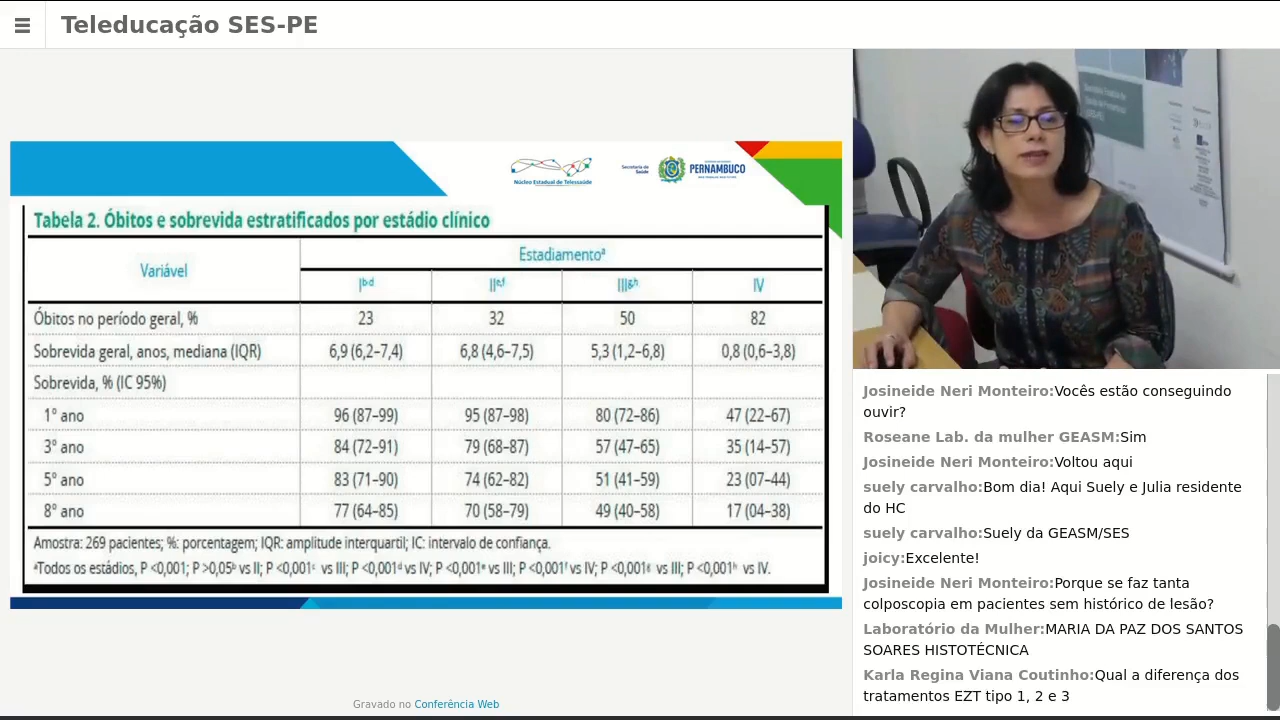 Teleducação SES-PE
Núcleo Estadual de Telessaúde
Secretaria de
Saúde
PERNAMBUCO
Tabela 2. Óbitos e sobrevida estratificados por estádio clínico
Variável
Estadiamentoᵃ
Iᵇ⁻ᵈ
IIᵉ,ᶠ
IIIᵍ,ʰ
IV
Óbitos no período geral, % 23 32 50 82
Sobrevida geral, anos, mediana (IQR) 6,9 (6,2–7,4) 6,8 (4,6–7,5) 5,3 (1,2–6,8) 0,8 (0,6–3,8)
Sobrevida, % (IC 95%)
1º ano 96 (87–99) 95 (87–98) 80 (72–86) 47 (22–67)
3º ano 84 (72–91) 79 (68–87) 57 (47–65) 35 (14–57)
5º ano 83 (71–90) 74 (62–82) 51 (41–59) 23 (07–44)
8º ano 77 (64–85) 70 (58–79) 49 (40–58) 17 (04–38)
Amostra: 269 pacientes; %: porcentagem; IQR: amplitude interquartil; IC: intervalo de confiança.
ᵃTodos os estádios, P <0,001; P >0,05ᵇ vs II; P <0,001ᶜ vs III; P <0,001ᵈ vs IV; P <0,001ᵉ vs III; P <0,001ᶠ vs IV; P <0,001ᵍ vs III; P <0,001ʰ vs IV.
Gravado no Conferência Web
Josineide Neri Monteiro:Vocês estão conseguindo
ouvir?
Roseane Lab. da mulher GEASM:Sim
Josineide Neri Monteiro:Voltou aqui
suely carvalho:Bom dia! Aqui Suely e Julia residente
do HC
suely carvalho:Suely da GEASM/SES
joicy:Excelente!
Josineide Neri Monteiro:Porque se faz tanta
colposcopia em pacientes sem histórico de lesão?
Laboratório da Mulher:MARIA DA PAZ DOS SANTOS
SOARES HISTOTÉCNICA
Karla Regina Viana Coutinho:Qual a diferença dos
tratamentos EZT tipo 1, 2 e 3